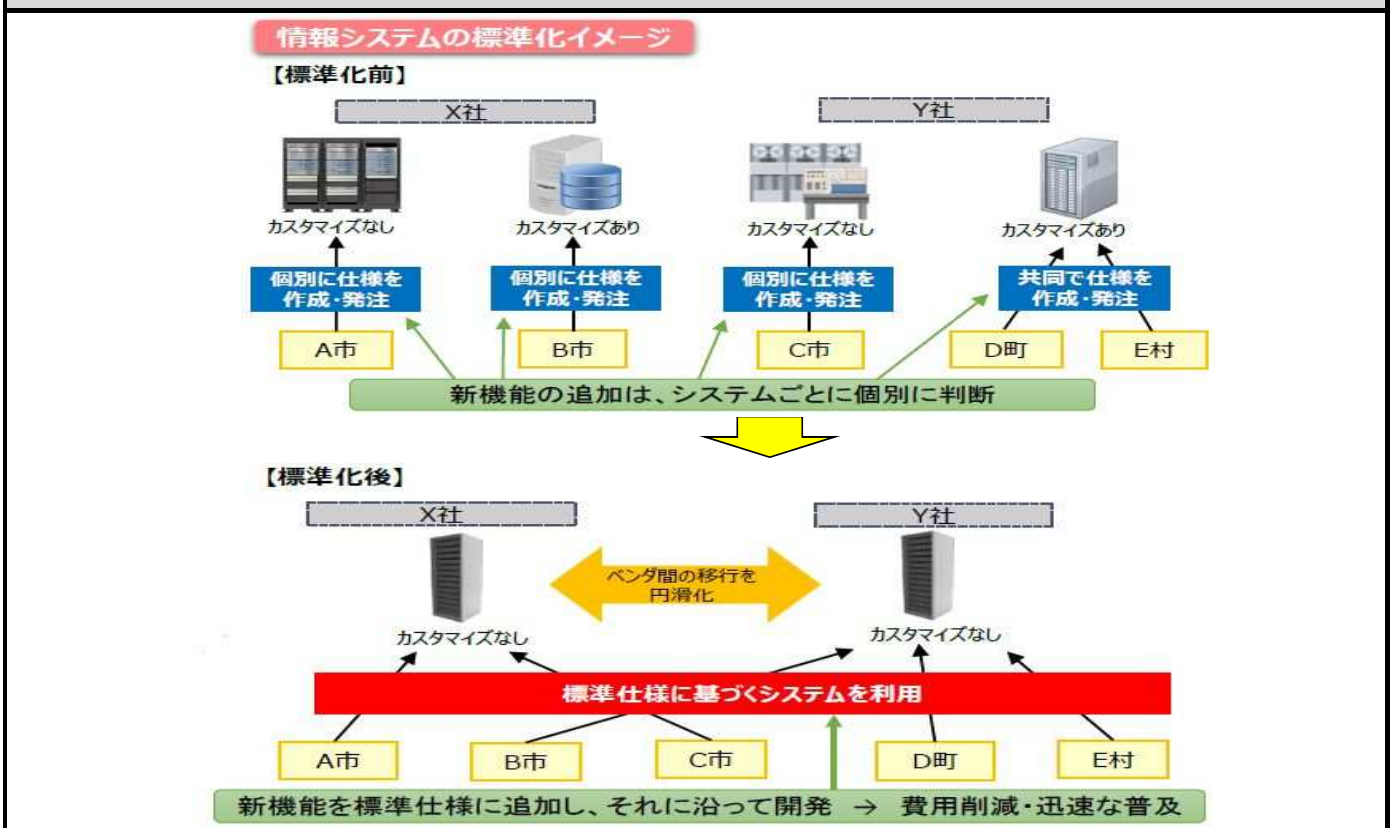 情報システムの標準化イメージ
【標準化前】
X社
Y社
カスタマイズなし
カスタマイズあり
カスタマイズなし
カスタマイズあり
個別に仕様を
作成・発注
個別に仕様を
作成・発注
個別に仕様を
作成・発注
共同で仕様を
作成・発注
A市
B市
C市
D町
E村
新機能の追加は、システムごとに個別に判断
【標準化後】
X社
Y社
ベンダ間の移行を
円滑化
カスタマイズなし
カスタマイズなし
標準仕様に基づくシステムを利用
A市
B市
C市
D町
E村
新機能を標準仕様に追加し、それに沿って開発 → 費用削減・迅速な普及